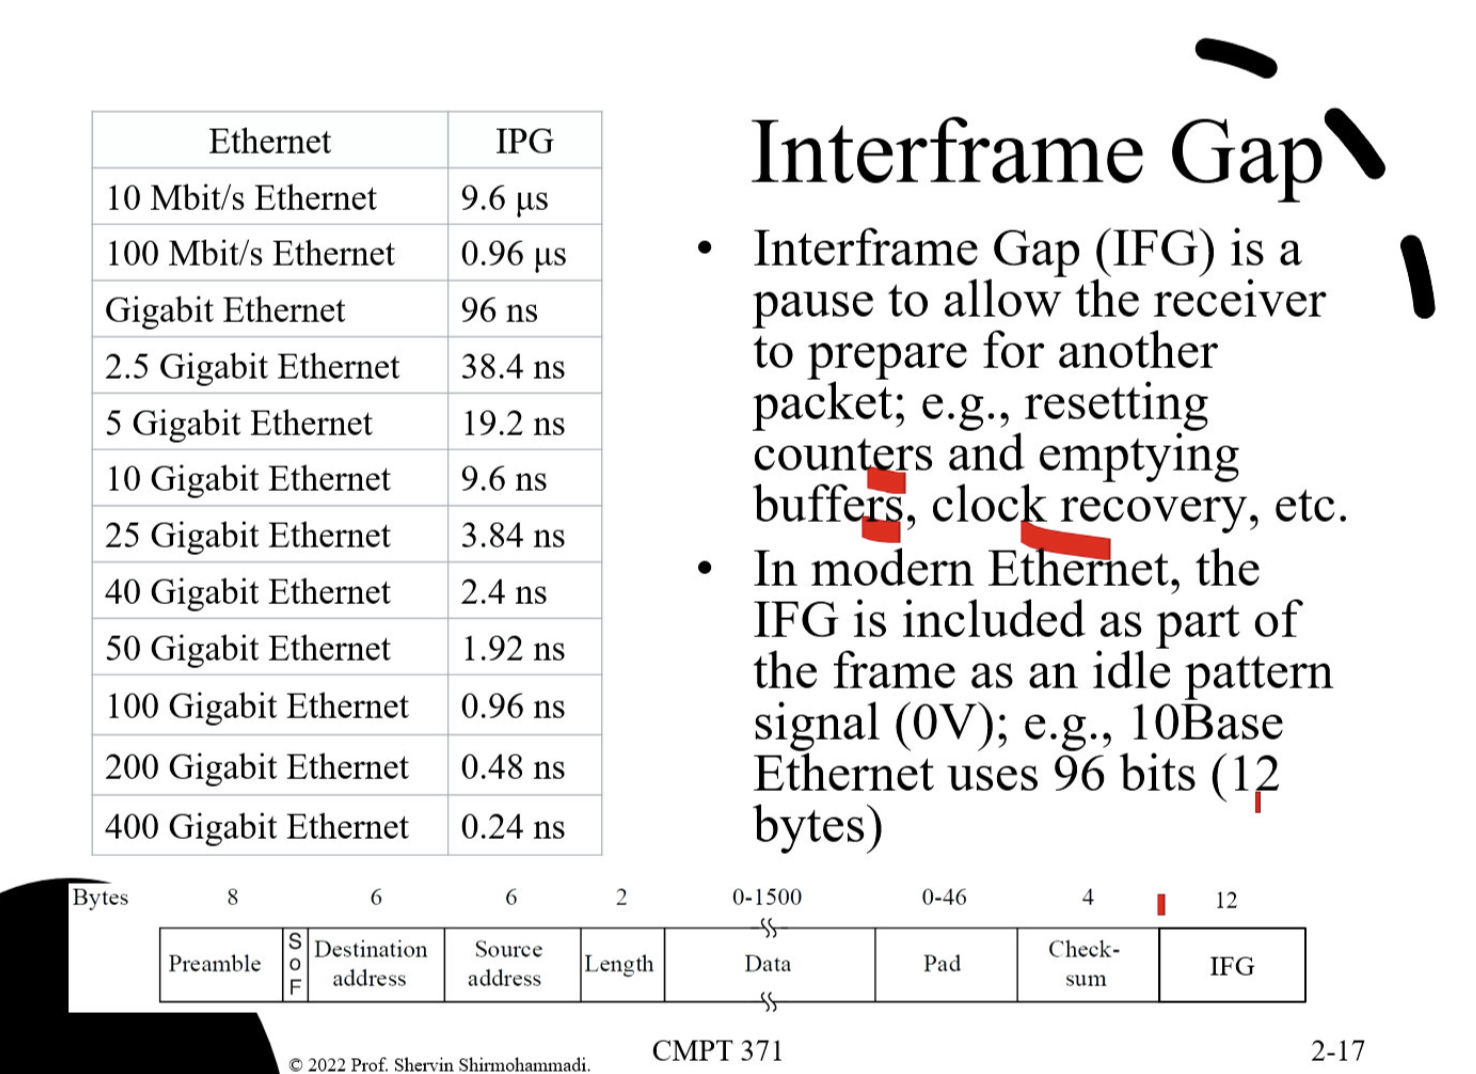 Interframe Gap
Ethernet IPG
10 Mbit/s Ethernet 9.6 μs
100 Mbit/s Ethernet 0.96 μs
Gigabit Ethernet 96 ns
2.5 Gigabit Ethernet 38.4 ns
5 Gigabit Ethernet 19.2 ns
10 Gigabit Ethernet 9.6 ns
25 Gigabit Ethernet 3.84 ns
40 Gigabit Ethernet 2.4 ns
50 Gigabit Ethernet 1.92 ns
100 Gigabit Ethernet 0.96 ns
200 Gigabit Ethernet 0.48 ns
400 Gigabit Ethernet 0.24 ns
• Interframe Gap (IFG) is a
pause to allow the receiver
to prepare for another
packet; e.g., resetting
counters and emptying
buffers, clock recovery, etc.
• In modern Ethernet, the
IFG is included as part of
the frame as an idle pattern
signal (0V); e.g., 10Base
Ethernet uses 96 bits (12
bytes)
Bytes 8 6 6 2 0-1500 0-46 4 12
Preamble SoF Destination address Source address Length Data Pad Check-sum IFG
© 2022 Prof. Shervin Shirmohammadi. CMPT 371 2-17